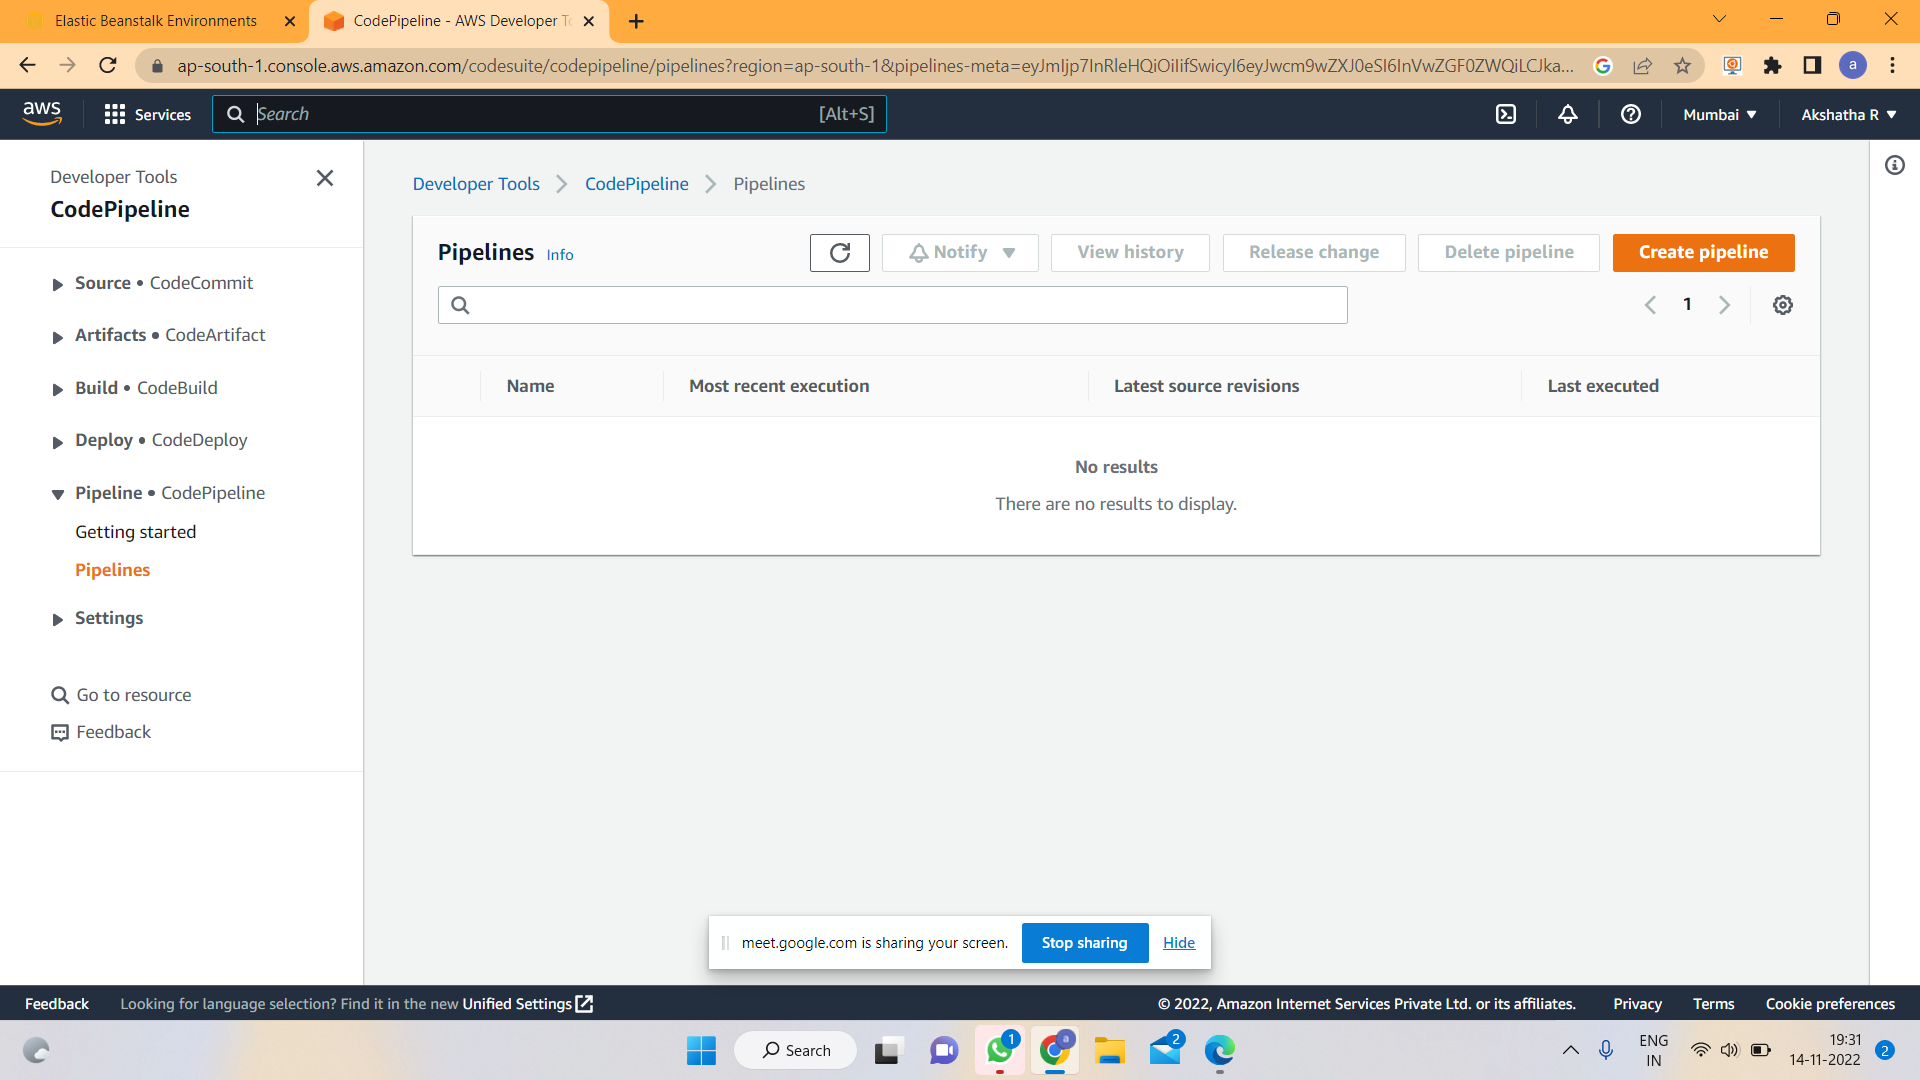 Elastic Beanstalk Environments
CodePipeline - AWS Developer To
ap-south-1.console.aws.amazon.com/codesuite/codepipeline/pipelines?region=ap-south-1&pipelines-meta=eyJmIjp7InRleHQiOiIifSwicyI6eyJwcm9wZXJ0eSI6InVwZGF0ZWQiLCJka...
a
aws
Services
Search
[Alt+S]
Mumbai ▼
Akshatha R ▼
Developer Tools
CodePipeline
Source • CodeCommit
Artifacts • CodeArtifact
Build • CodeBuild
Deploy • CodeDeploy
Pipeline • CodePipeline
Getting started
Pipelines
Settings
Go to resource
Feedback
Developer Tools > CodePipeline > Pipelines
Pipelines Info
Notify ▼
View history
Release change
Delete pipeline
Create pipeline
< 1 >
Name
Most recent execution
Latest source revisions
Last executed
No results
There are no results to display.
meet.google.com is sharing your screen.
Stop sharing
Hide
Feedback
Looking for language selection? Find it in the new Unified Settings
© 2022, Amazon Internet Services Private Ltd. or its affiliates.
Privacy
Terms
Cookie preferences
Search
1
a
2
ENG
IN
19:31
14-11-2022
2